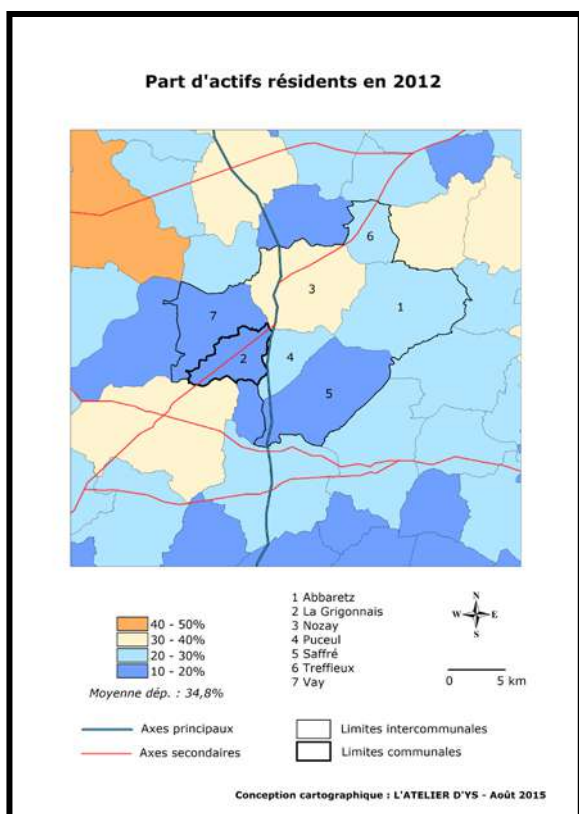 Part d'actifs résidents en 2012
6
3
1
7
2
4
5
40 - 50%
30 - 40%
20 - 30%
10 - 20%
Moyenne dép. : 34,8%
1 Abbaretz
2 La Grigonnais
3 Nozay
4 Puceul
5 Saffré
6 Treffieux
7 Vay
N
W E
S
0 5 km
Axes principaux
Axes secondaires
Limites intercommunales
Limites communales
Conception cartographique : L'ATELIER D'YS - Août 2015